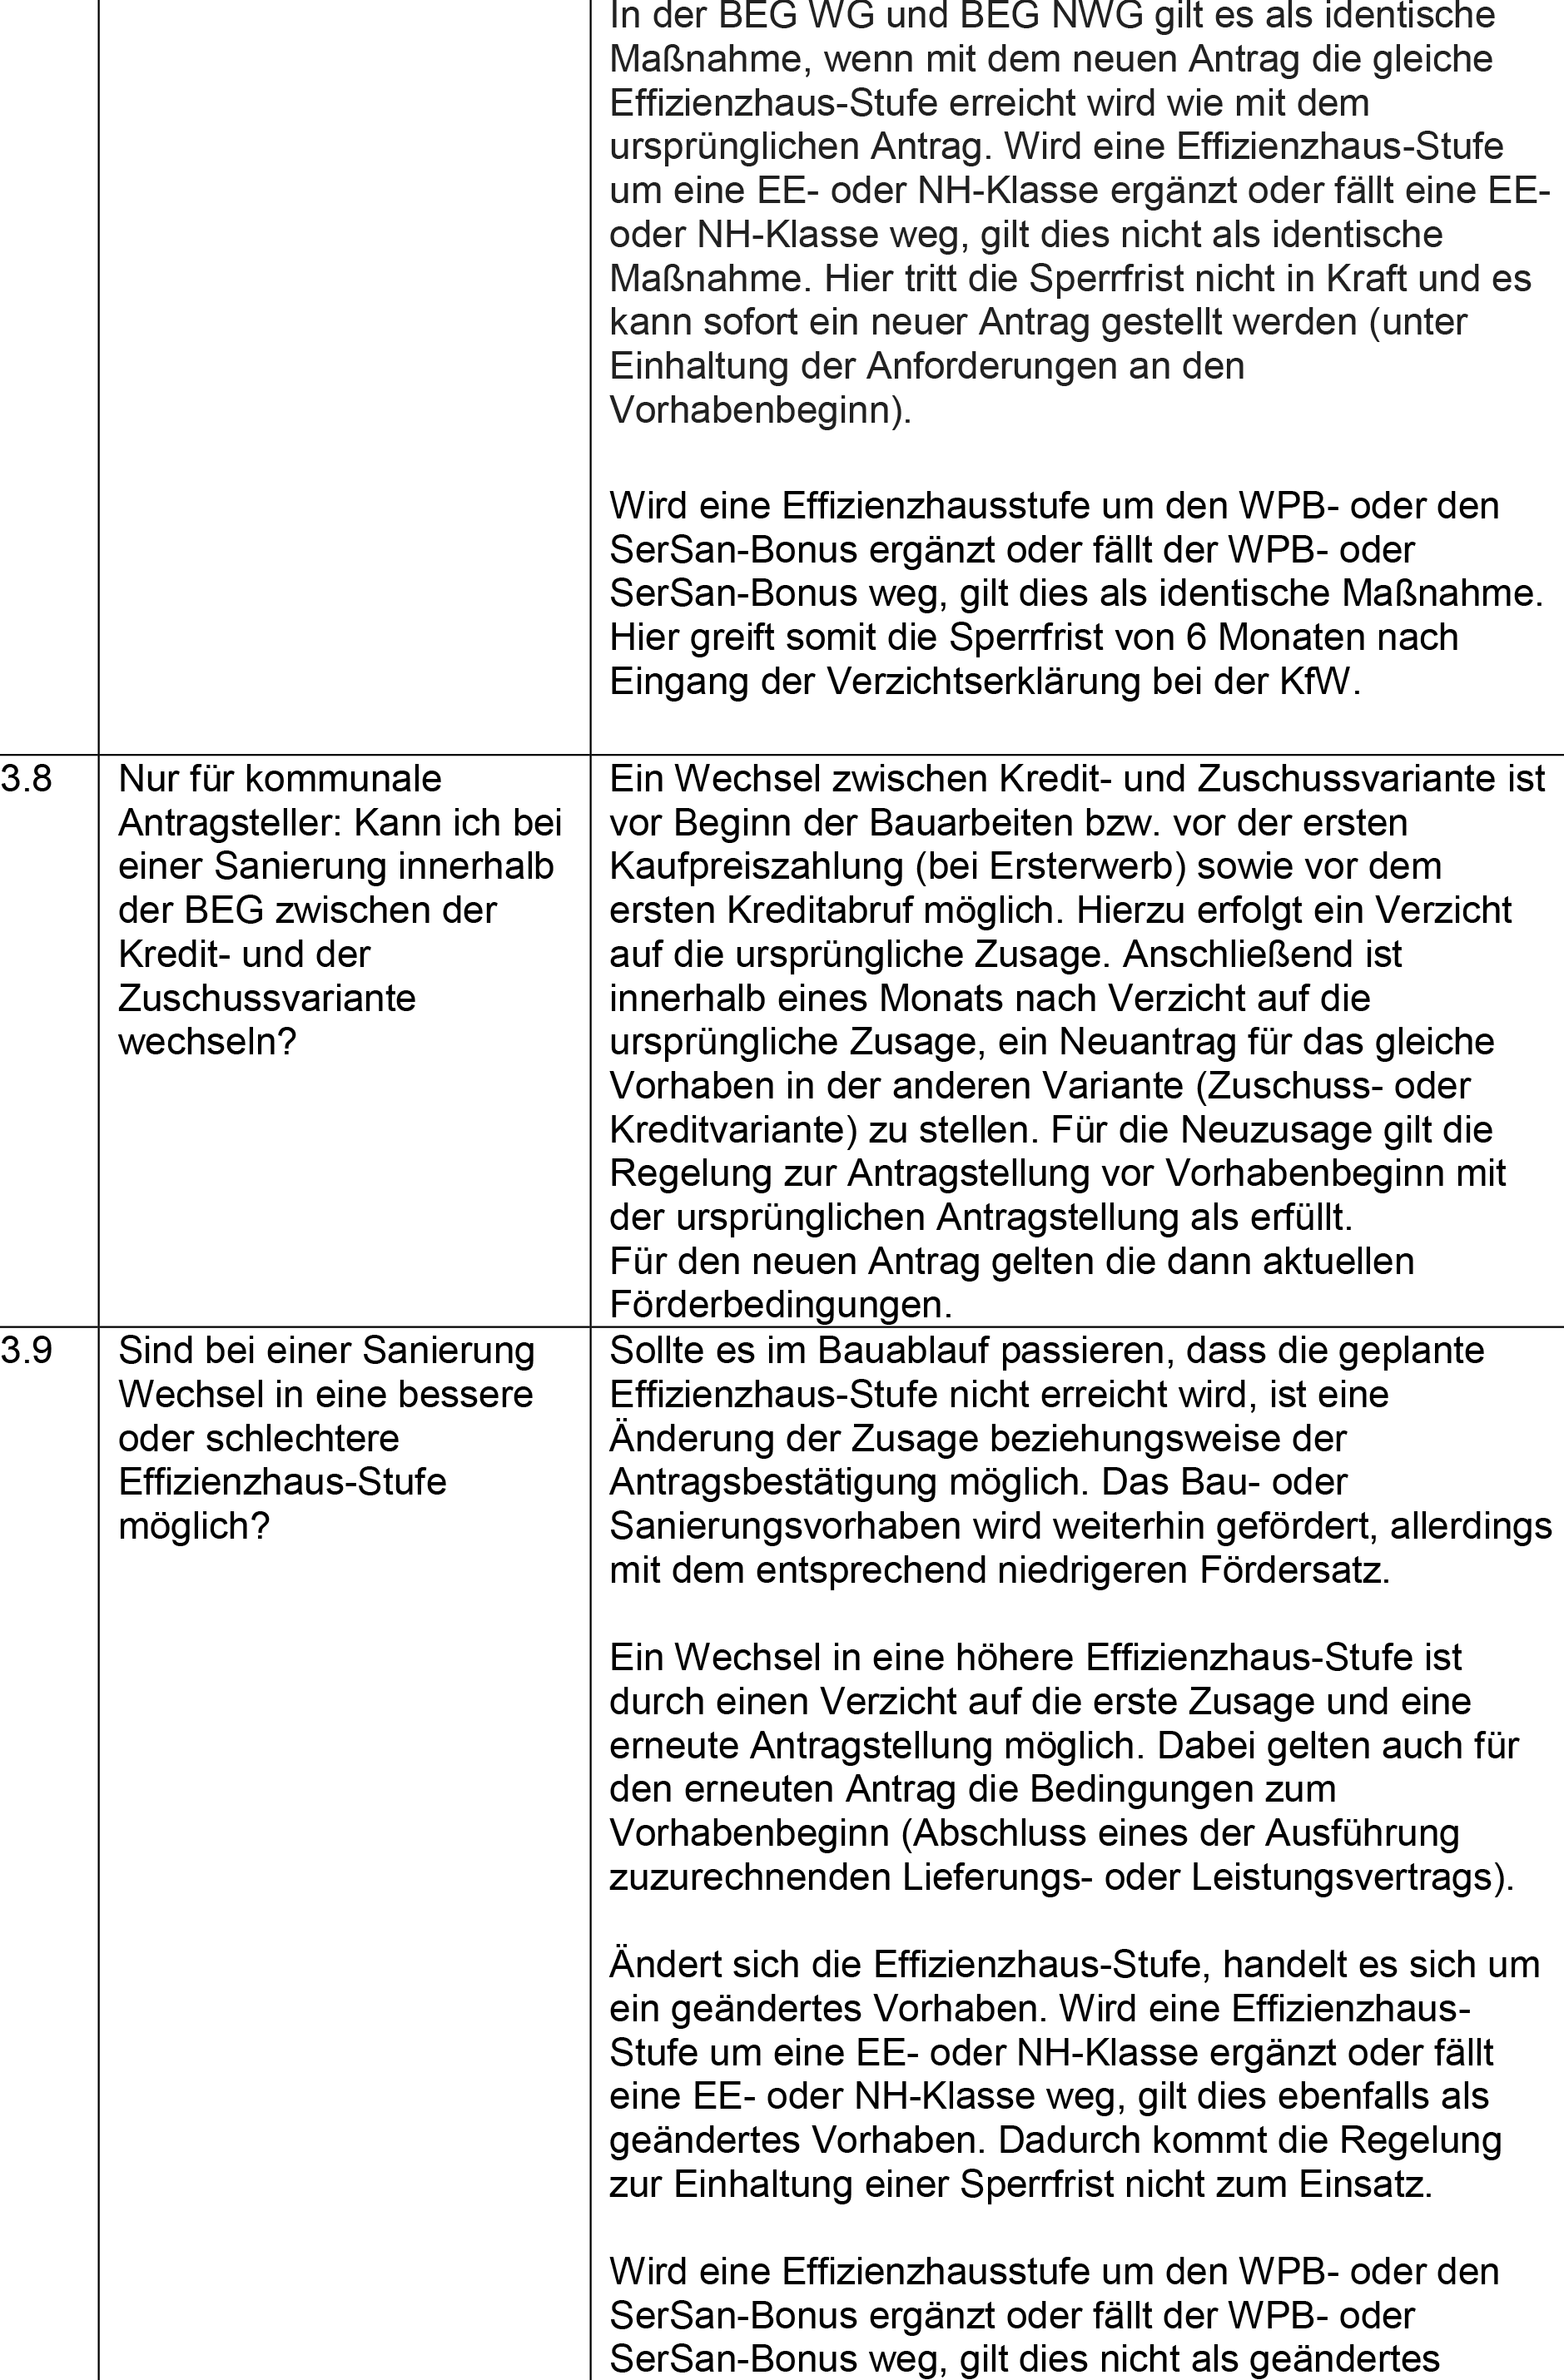 In der BEG WG und BEG NWG gilt es als identische
Maßnahme, wenn mit dem neuen Antrag die gleiche
Effizienzhaus-Stufe erreicht wird wie mit dem
ursprünglichen Antrag. Wird eine Effizienzhaus-Stufe
um eine EE- oder NH-Klasse ergänzt oder fällt eine EE-
oder NH-Klasse weg, gilt dies nicht als identische
Maßnahme. Hier tritt die Sperrfrist nicht in Kraft und es
kann sofort ein neuer Antrag gestellt werden (unter
Einhaltung der Anforderungen an den
Vorhabenbeginn).
Wird eine Effizienzhausstufe um den WPB- oder den
SerSan-Bonus ergänzt oder fällt der WPB- oder
SerSan-Bonus weg, gilt dies als identische Maßnahme.
Hier greift somit die Sperrfrist von 6 Monaten nach
Eingang der Verzichtserklärung bei der KfW.
3.8
Nur für kommunale
Antragsteller: Kann ich bei
einer Sanierung innerhalb
der BEG zwischen der
Kredit- und der
Zuschussvariante
wechseln?
Ein Wechsel zwischen Kredit- und Zuschussvariante ist
vor Beginn der Bauarbeiten bzw. vor der ersten
Kaufpreiszahlung (bei Ersterwerb) sowie vor dem
ersten Kreditabruf möglich. Hierzu erfolgt ein Verzicht
auf die ursprüngliche Zusage. Anschließend ist
innerhalb eines Monats nach Verzicht auf die
ursprüngliche Zusage, ein Neuantrag für das gleiche
Vorhaben in der anderen Variante (Zuschuss- oder
Kreditvariante) zu stellen. Für die Neuzusage gilt die
Regelung zur Antragstellung vor Vorhabenbeginn mit
der ursprünglichen Antragstellung als erfüllt.
Für den neuen Antrag gelten die dann aktuellen
Förderbedingungen.
3.9
Sind bei einer Sanierung
Wechsel in eine bessere
oder schlechtere
Effizienzhaus-Stufe
möglich?
Sollte es im Bauablauf passieren, dass die geplante
Effizienzhaus-Stufe nicht erreicht wird, ist eine
Änderung der Zusage beziehungsweise der
Antragsbestätigung möglich. Das Bau- oder
Sanierungsvorhaben wird weiterhin gefördert, allerdings
mit dem entsprechend niedrigeren Fördersatz.
Ein Wechsel in eine höhere Effizienzhaus-Stufe ist
durch einen Verzicht auf die erste Zusage und eine
erneute Antragstellung möglich. Dabei gelten auch für
den erneuten Antrag die Bedingungen zum
Vorhabenbeginn (Abschluss eines der Ausführung
zuzurechnenden Lieferungs- oder Leistungsvertrags).
Ändert sich die Effizienzhaus-Stufe, handelt es sich um
ein geändertes Vorhaben. Wird eine Effizienzhaus-
Stufe um eine EE- oder NH-Klasse ergänzt oder fällt
eine EE- oder NH-Klasse weg, gilt dies ebenfalls als
geändertes Vorhaben. Dadurch kommt die Regelung
zur Einhaltung einer Sperrfrist nicht zum Einsatz.
Wird eine Effizienzhausstufe um den WPB- oder den
SerSan-Bonus ergänzt oder fällt der WPB- oder
SerSan-Bonus weg, gilt dies nicht als geändertes